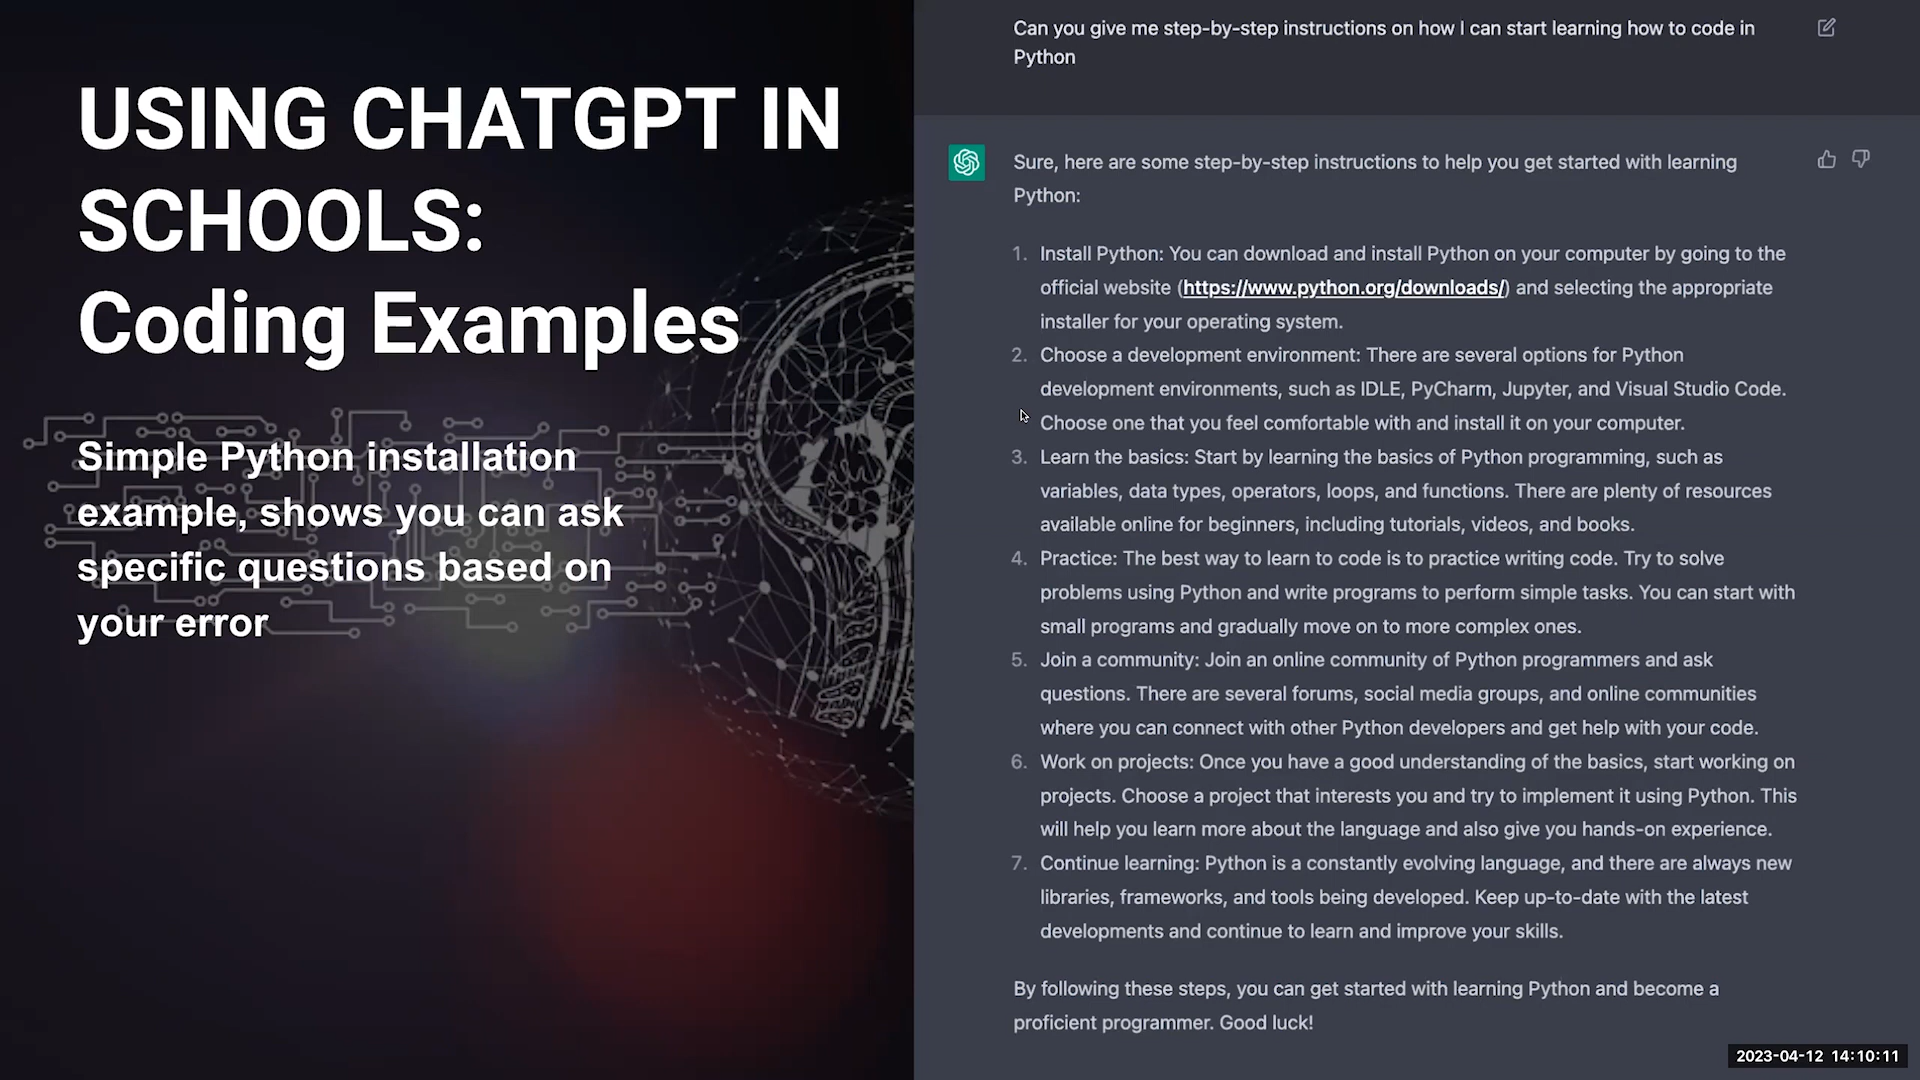 USING CHATGPT IN
SCHOOLS:
Coding Examples
Simple Python installation
example, shows you can ask
specific questions based on
your error
Can you give me step-by-step instructions on how I can start learning how to code in
Python
Sure, here are some step-by-step instructions to help you get started with learning
Python:
1. Install Python: You can download and install Python on your computer by going to the
official website (https://www.python.org/downloads/) and selecting the appropriate
installer for your operating system.
2. Choose a development environment: There are several options for Python
development environments, such as IDLE, PyCharm, Jupyter, and Visual Studio Code.
Choose one that you feel comfortable with and install it on your computer.
3. Learn the basics: Start by learning the basics of Python programming, such as
variables, data types, operators, loops, and functions. There are plenty of resources
available online for beginners, including tutorials, videos, and books.
4. Practice: The best way to learn to code is to practice writing code. Try to solve
problems using Python and write programs to perform simple tasks. You can start with
small programs and gradually move on to more complex ones.
5. Join a community: Join an online community of Python programmers and ask
questions. There are several forums, social media groups, and online communities
where you can connect with other Python developers and get help with your code.
6. Work on projects: Once you have a good understanding of the basics, start working on
projects. Choose a project that interests you and try to implement it using Python. This
will help you learn more about the language and also give you hands-on experience.
7. Continue learning: Python is a constantly evolving language, and there are always new
libraries, frameworks, and tools being developed. Keep up-to-date with the latest
developments and continue to learn and improve your skills.
By following these steps, you can get started with learning Python and become a
proficient programmer. Good luck!
2023-04-12 14:10:11